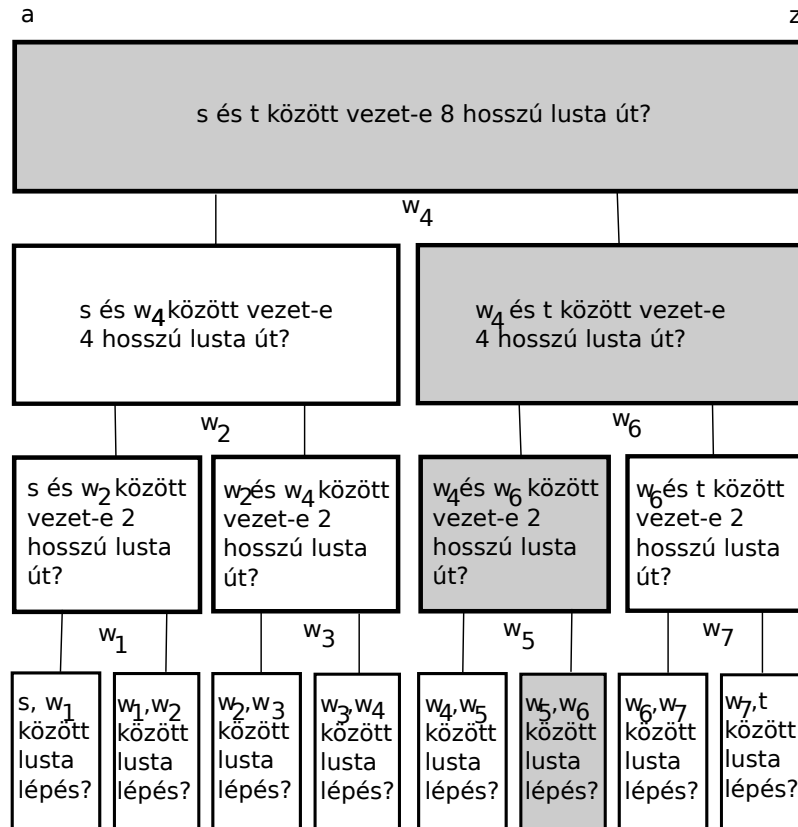 a
z
s és t között vezet-e 8 hosszú lusta út?
w4
s és w4 között vezet-e
4 hosszú lusta út?
w4 és t között vezet-e
4 hosszú lusta út?
w2
w6
s és w2 között
vezet-e 2
hosszú lusta
út?
w2 és w4 között
vezet-e 2
hosszú lusta
út?
w4 és w6 között
vezet-e 2
hosszú lusta
út?
w6 és t között
vezet-e 2
hosszú lusta
út?
w1
w3
w5
w7
s, w1
között
lusta
lépés?
w1,w2
között
lusta
lépés?
w2,w3
között
lusta
lépés?
w3,w4
között
lusta
lépés?
w4,w5
között
lusta
lépés?
w5,w6
között
lusta
lépés?
w6,w7
között
lusta
lépés?
w7,t
között
lusta
lépés?